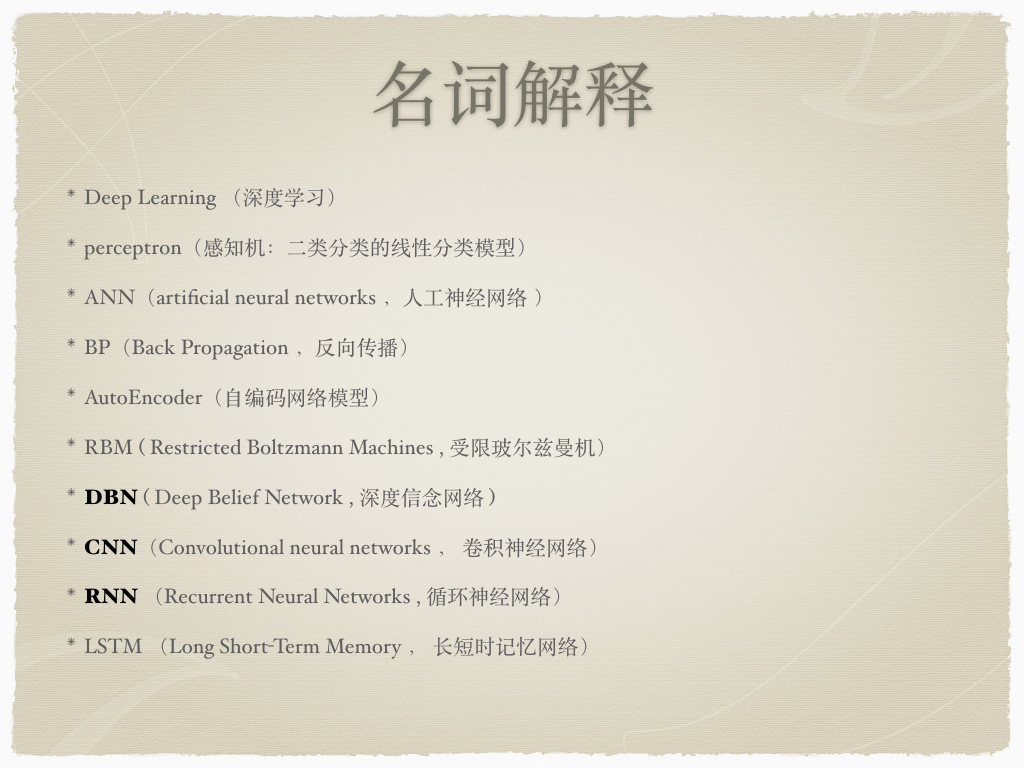 名词解释
* Deep Learning （深度学习）
* perceptron（感知机：二类分类的线性分类模型）
* ANN（artificial neural networks ，人工神经网络 ）
* BP（Back Propagation ，反向传播）
* AutoEncoder（自编码网络模型）
* RBM ( Restricted Boltzmann Machines , 受限玻尔兹曼机）
* DBN ( Deep Belief Network , 深度信念网络 )
* CNN（Convolutional neural networks ， 卷积神经网络）
* RNN （Recurrent Neural Networks , 循环神经网络）
* LSTM （Long Short-Term Memory ， 长短时记忆网络）